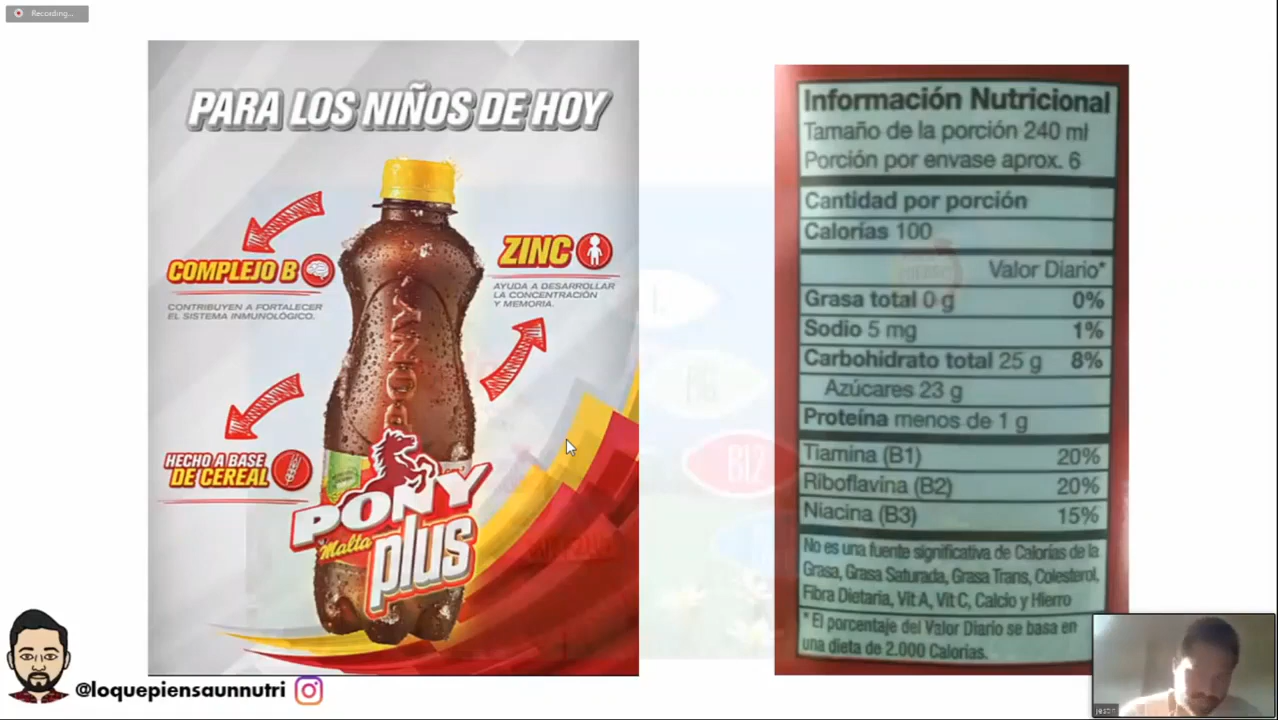 Recording...
PARA LOS NIÑOS DE HOY
COMPLEJO B
CONTRIBUYEN A FORTALECER
EL SISTEMA INMUNOLÓGICO.
ZINC
AYUDA A DESARROLLAR
LA CONCENTRACIÓN
Y MEMORIA.
HECHO A BASE
DE CEREAL
PONY
PONY
Malta
plus
@loquepiensaunnutri
Información Nutricional
Tamaño de la porción 240 ml
Porción por envase aprox. 6
Cantidad por porción
Calorías 100
Valor Diario*
Grasa total 0 g 0%
Sodio 5 mg 1%
Carbohidrato total 25 g 8%
Azúcares 23 g
Proteína menos de 1 g
Tiamina (B1) 20%
Riboflavina (B2) 20%
Niacina (B3) 15%
No es una fuente significativa de Calorías de la
Grasa, Grasa Saturada, Grasa Trans, Colesterol,
Fibra Dietaria, Vit A, Vit C, Calcio y Hierro
* El porcentaje del Valor Diario se basa en
una dieta de 2.000 Calorías.
B12